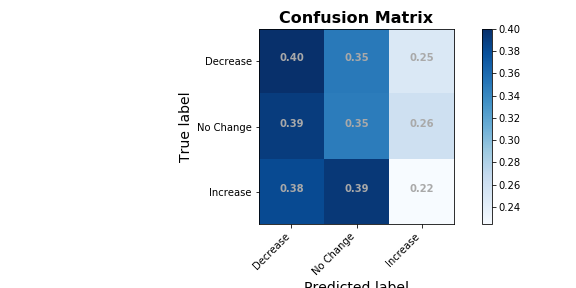 Confusion Matrix
True label
Decrease 0.40 0.35 0.25
No Change 0.39 0.35 0.26
Increase 0.38 0.39 0.22
Decrease No Change Increase
Predicted label
0.40
0.38
0.36
0.34
0.32
0.30
0.28
0.26
0.24